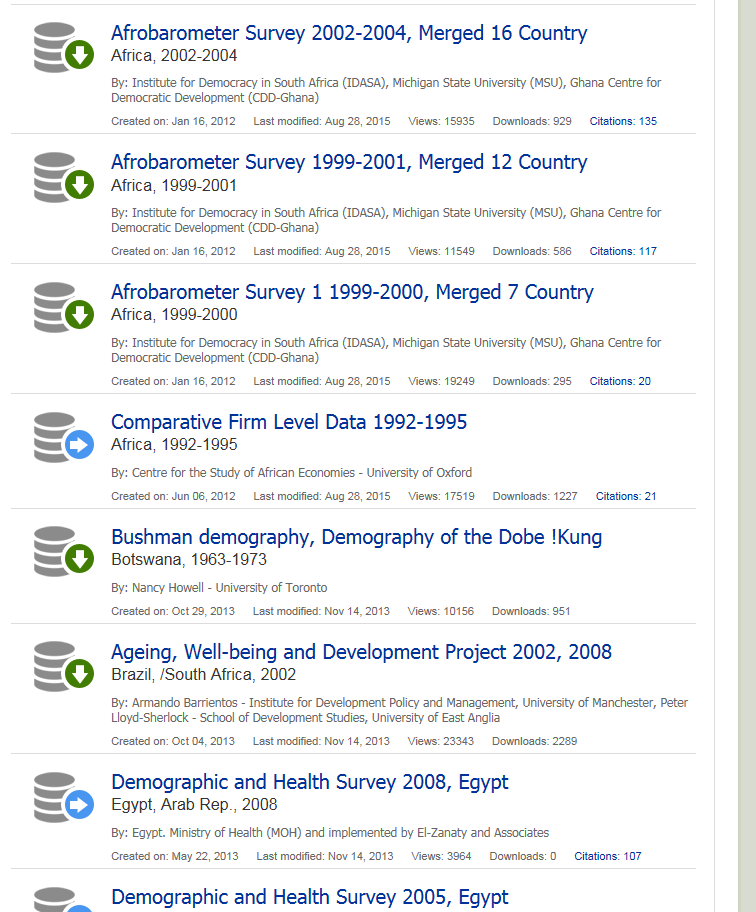 Afrobarometer Survey 2002-2004, Merged 16 Country
Africa, 2002-2004
By: Institute for Democracy in South Africa (IDASA), Michigan State University (MSU), Ghana Centre for
Democratic Development (CDD-Ghana)
Created on: Jan 16, 2012 Last modified: Aug 28, 2015 Views: 15935 Downloads: 929 Citations: 135
Afrobarometer Survey 1999-2001, Merged 12 Country
Africa, 1999-2001
By: Institute for Democracy in South Africa (IDASA), Michigan State University (MSU), Ghana Centre for
Democratic Development (CDD-Ghana)
Created on: Jan 16, 2012 Last modified: Aug 28, 2015 Views: 11549 Downloads: 586 Citations: 117
Afrobarometer Survey 1 1999-2000, Merged 7 Country
Africa, 1999-2000
By: Institute for Democracy in South Africa (IDASA), Michigan State University (MSU), Ghana Centre for
Democratic Development (CDD-Ghana)
Created on: Jan 16, 2012 Last modified: Aug 28, 2015 Views: 19249 Downloads: 295 Citations: 20
Comparative Firm Level Data 1992-1995
Africa, 1992-1995
By: Centre for the Study of African Economies - University of Oxford
Created on: Jun 06, 2012 Last modified: Aug 28, 2015 Views: 17519 Downloads: 1227 Citations: 21
Bushman demography, Demography of the Dobe !Kung
Botswana, 1963-1973
By: Nancy Howell - University of Toronto
Created on: Oct 29, 2013 Last modified: Nov 14, 2013 Views: 10156 Downloads: 951
Ageing, Well-being and Development Project 2002, 2008
Brazil, /South Africa, 2002
By: Armando Barrientos - Institute for Development Policy and Management, University of Manchester, Peter
Lloyd-Sherlock - School of Development Studies, University of East Anglia
Created on: Oct 04, 2013 Last modified: Nov 14, 2013 Views: 23343 Downloads: 2289
Demographic and Health Survey 2008, Egypt
Egypt, Arab Rep., 2008
By: Egypt. Ministry of Health (MOH) and implemented by El-Zanaty and Associates
Created on: May 22, 2013 Last modified: Nov 14, 2013 Views: 3964 Downloads: 0 Citations: 107
Demographic and Health Survey 2005, Egypt